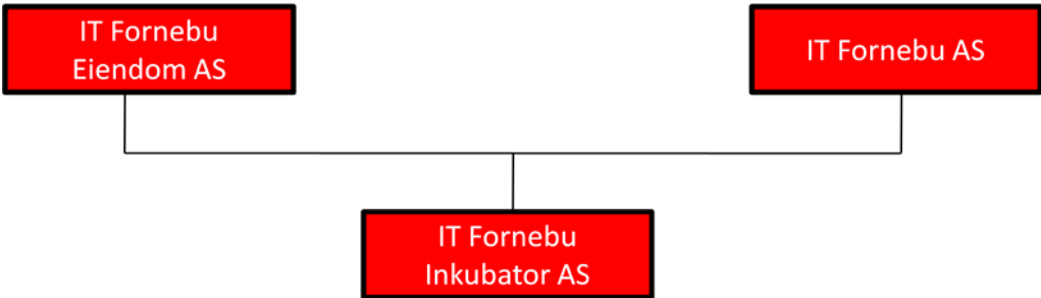 IT Fornebu
Eiendom AS
IT Fornebu AS
IT Fornebu
Inkubator AS